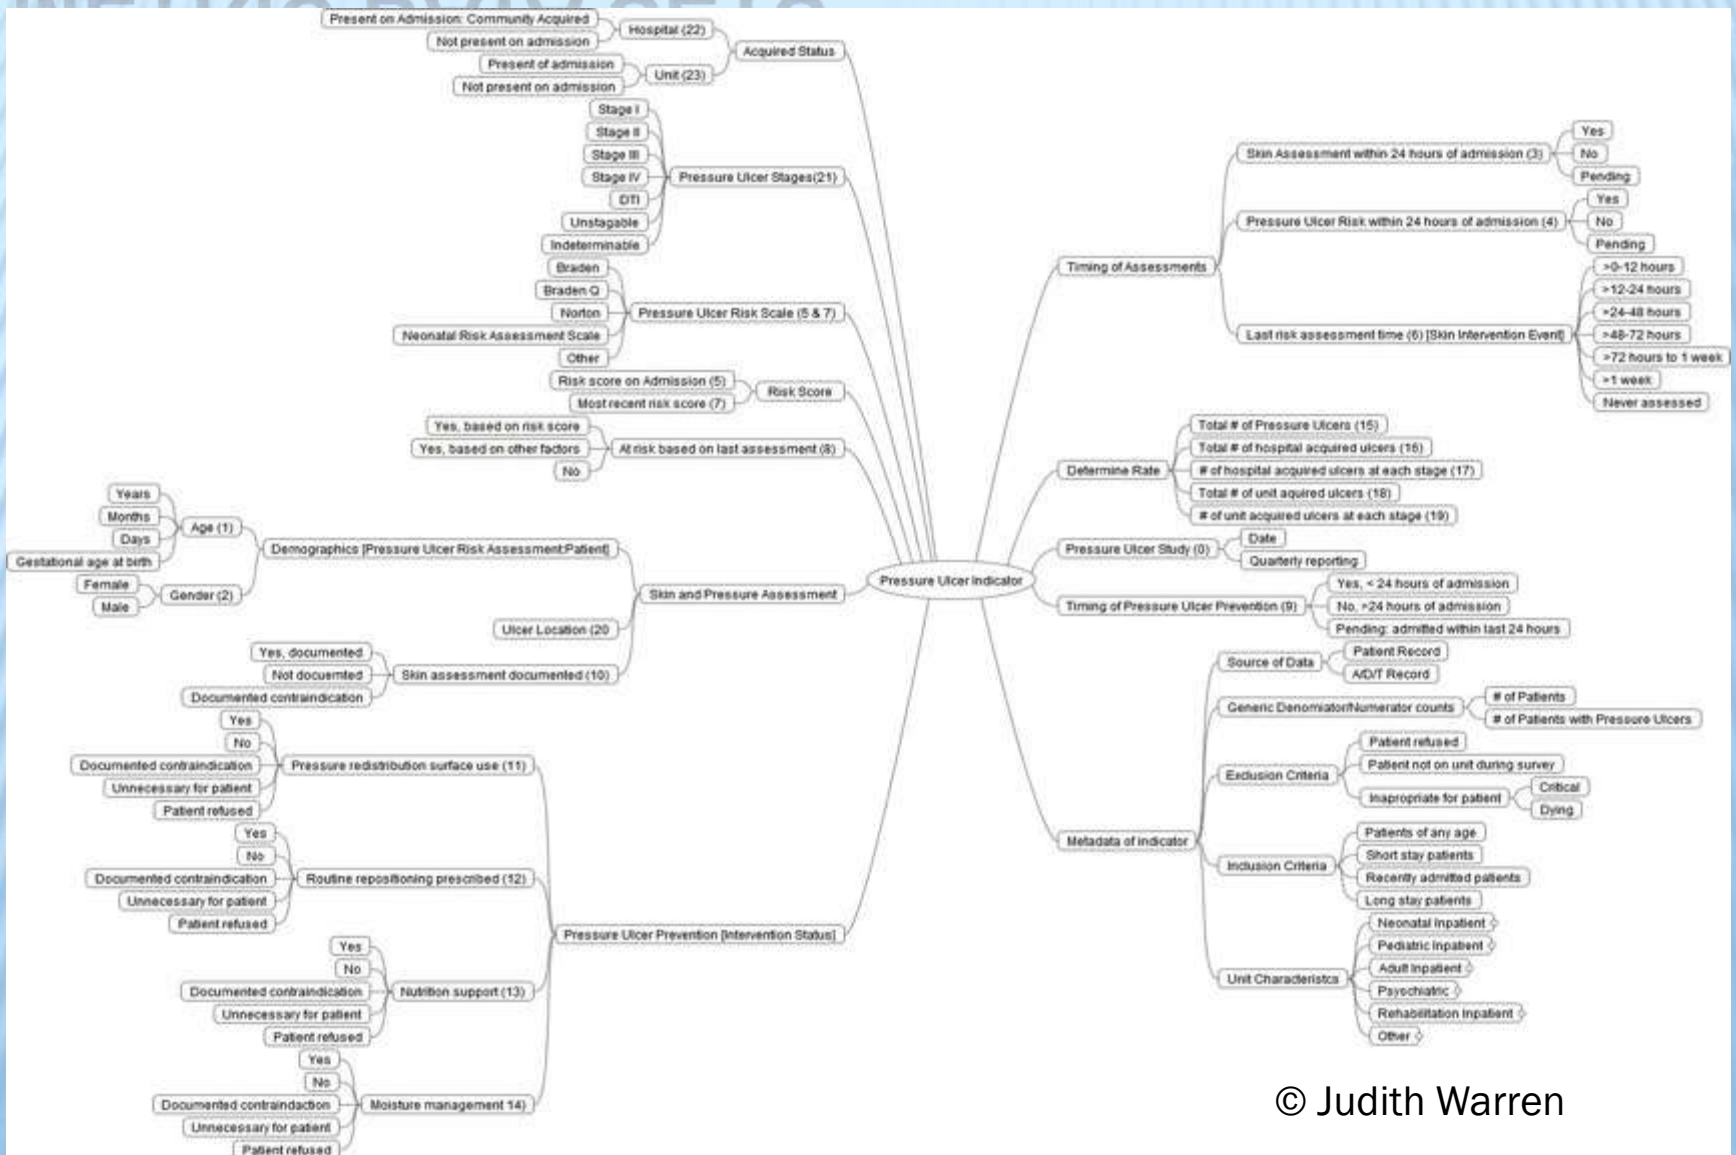 Present on Admission: Community Acquired
Not present on admission
Hospital (22)
Present of admission
Not present on admission
Unit (23)
Acquired Status
Stage I
Stage II
Stage III
Stage IV
DTI
Unstagable
Indeterminable
Pressure Ulcer Stages(21)
Braden
Braden Q
Norton
Neonatal Risk Assessment Scale
Other
Pressure Ulcer Risk Scale (5 & 7)
Risk score on Admission (5)
Most recent risk score (7)
Risk Score
Yes, based on risk score
Yes, based on other factors
No
At risk based on last assessment (8)
Years
Months
Days
Gestational age at birth
Age (1)
Female
Male
Gender (2)
Demographics [Pressure Ulcer Risk Assessment:Patient]
Ulcer Location (20
Yes, documented
Not docuemted
Documented contraindication
Skin assessment documented (10)
Skin and Pressure Assessment
Yes
No
Documented contraindication
Unnecessary for patient
Patient refused
Pressure redistribution surface use (11)
Yes
No
Documented contraindication
Unnecessary for patient
Patient refused
Routine repositioning prescribed (12)
Yes
No
Documented contraindication
Unnecessary for patient
Patient refused
Nutrition support (13)
Yes
No
Documented contraindaction
Unnecessary for patient
Patient refused
Moisture management 14)
Pressure Ulcer Prevention [Intervention Status]
Pressure Ulcer Indicator
Timing of Assessments
Skin Assessment within 24 hours of admission (3)
Yes
No
Pending
Pressure Ulcer Risk within 24 hours of admission (4)
Yes
No
Pending
Last risk assessment time (6) [Skin Intervention Event]
>0-12 hours
>12-24 hours
>24-48 hours
>48-72 hours
>72 hours to 1 week
>1 week
Never assessed
Determine Rate
Total # of Pressure Ulcers (15)
Total # of hospital acquired ulcers (16)
# of hospital acquired ulcers at each stage (17)
Total # of unit aquired ulcers (18)
# of unit acquired ulcers at each stage (19)
Pressure Ulcer Study (0)
Date
Quarterly reporting
Timing of Pressure Ulcer Prevention (9)
Yes, < 24 hours of admission
No, >24 hours of admission
Pending: admitted within last 24 hours
Metadata of indicator
Source of Data
Patient Record
A/D/T Record
Generic Denomiator/Numerator counts
# of Patients
# of Patients with Pressure Ulcers
Exclusion Criteria
Patient refused
Patient not on unit during survey
Inapropriate for patient
Critical
Dying
Inclusion Criteria
Patients of any age
Short stay patients
Recently admitted patients
Long stay patients
Unit Characteristcs
Neonatal Inpatient
Pediatric Inpatient
Adult Inpatient
Psyschiatric
Rehabilitation Inpatient
Other
© Judith Warren